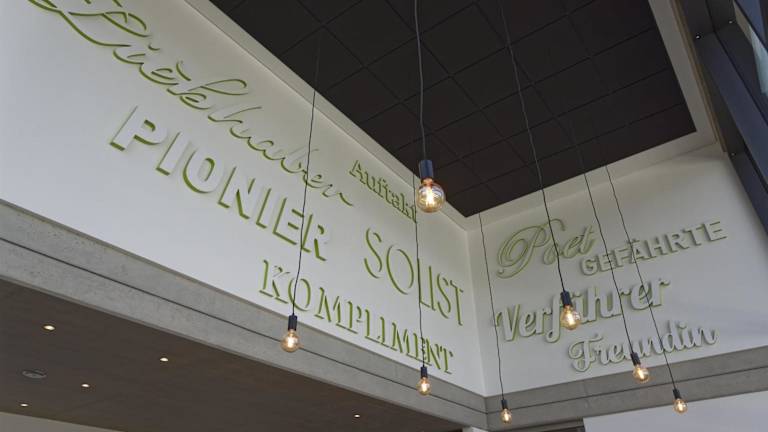 Liebhaber
PIONIER
Auftakt
SOLIST
KOMPLIMENT
Poet
GEFÄHRTE
Verführer
Freundin